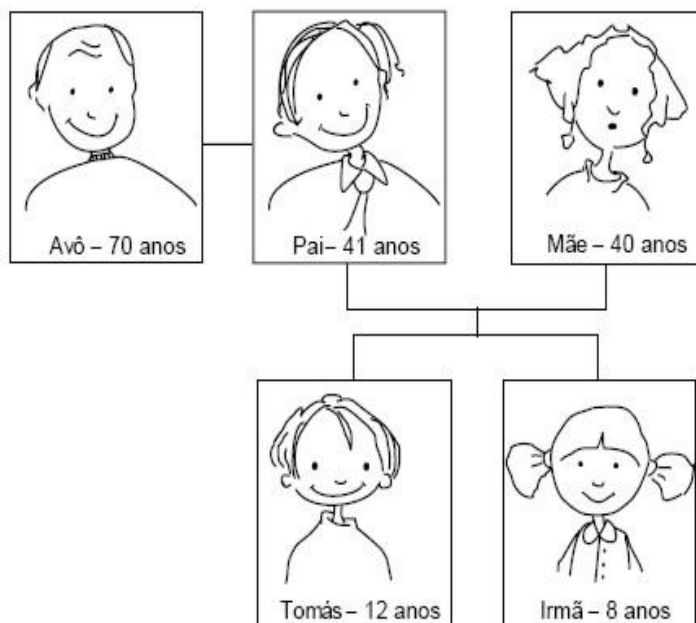 Avô – 70 anos
Pai– 41 anos
Mãe – 40 anos
Tomás – 12 anos
Irmã – 8 anos